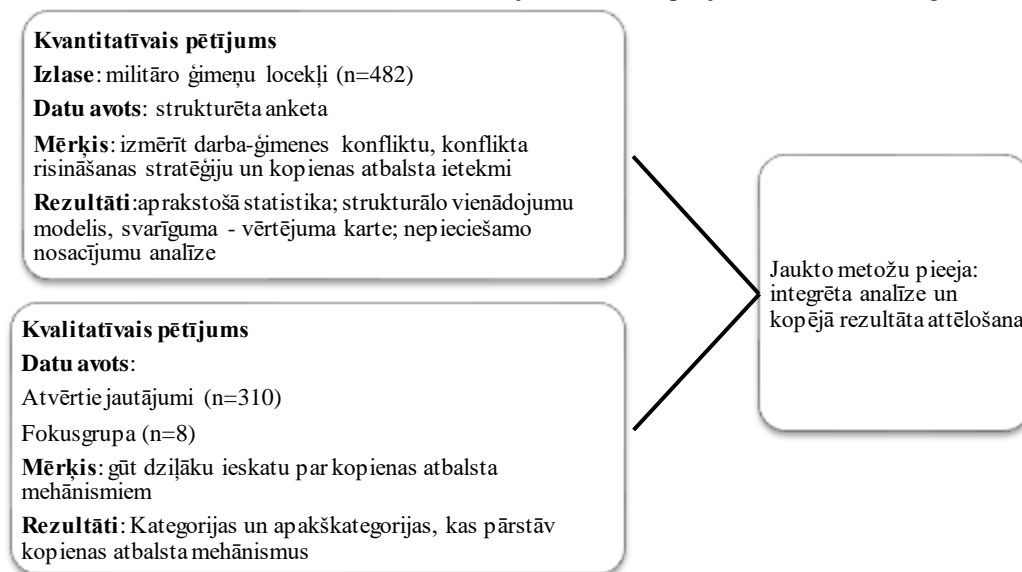 Kvantitatīvais pētījums
Izlase: militāro ģimeņu locekļi (n=482)
Datu avots: strukturēta anketa
Mērķis: izmērīt darba-ģimenes konfliktu, konflikta
risināšanas stratēģiju un kopienas atbalsta ietekmi
Rezultāti:aprakstošā statistika; strukturālo vienādojumu
modelis, svarīguma - vērtējuma karte; nepieciešamo
nosacījumu analīze
Kvalitatīvais pētījums
Datu avots:
Atvērtie jautājumi (n=310)
Fokusgrupa (n=8)
Mērķis: gūt dziļāku ieskatu par kopienas atbalsta
mehānismiem
Rezultāti: Kategorijas un apakškategorijas, kas pārstāv
kopienas atbalsta mehānismus
Jaukto metožu pieeja:
integrēta analīze un
kopējā rezultāta attēlošana